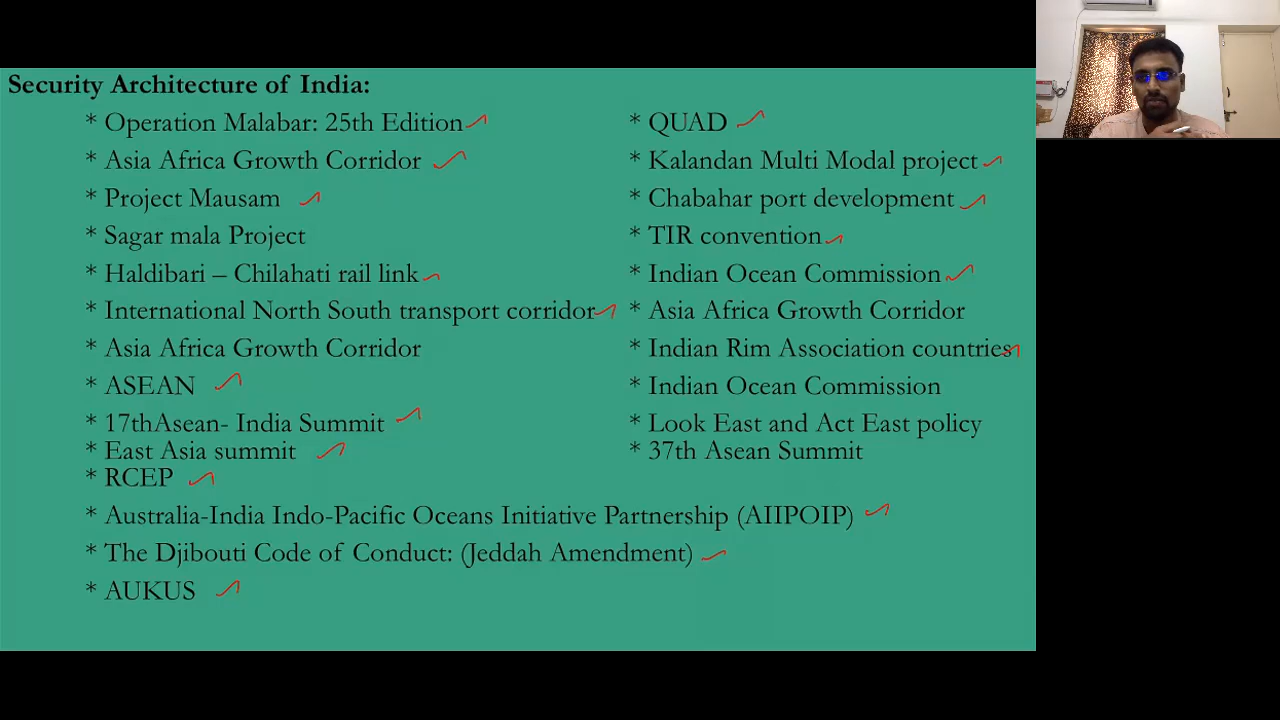 Security Architecture of India:
* Operation Malabar: 25th Edition
* QUAD
* Asia Africa Growth Corridor
* Kalandan Multi Modal project
* Project Mausam
* Chabahar port development
* Sagar mala Project
* TIR convention
* Haldibari – Chilahati rail link
* Indian Ocean Commission
* International North South transport corridor
* Asia Africa Growth Corridor
* Asia Africa Growth Corridor
* Indian Rim Association countries
* ASEAN
* Indian Ocean Commission
* 17thAsean- India Summit
* Look East and Act East policy
* East Asia summit
* 37th Asean Summit
* RCEP
* Australia-India Indo-Pacific Oceans Initiative Partnership (AIIPOIP)
* The Djibouti Code of Conduct: (Jeddah Amendment)
* AUKUS